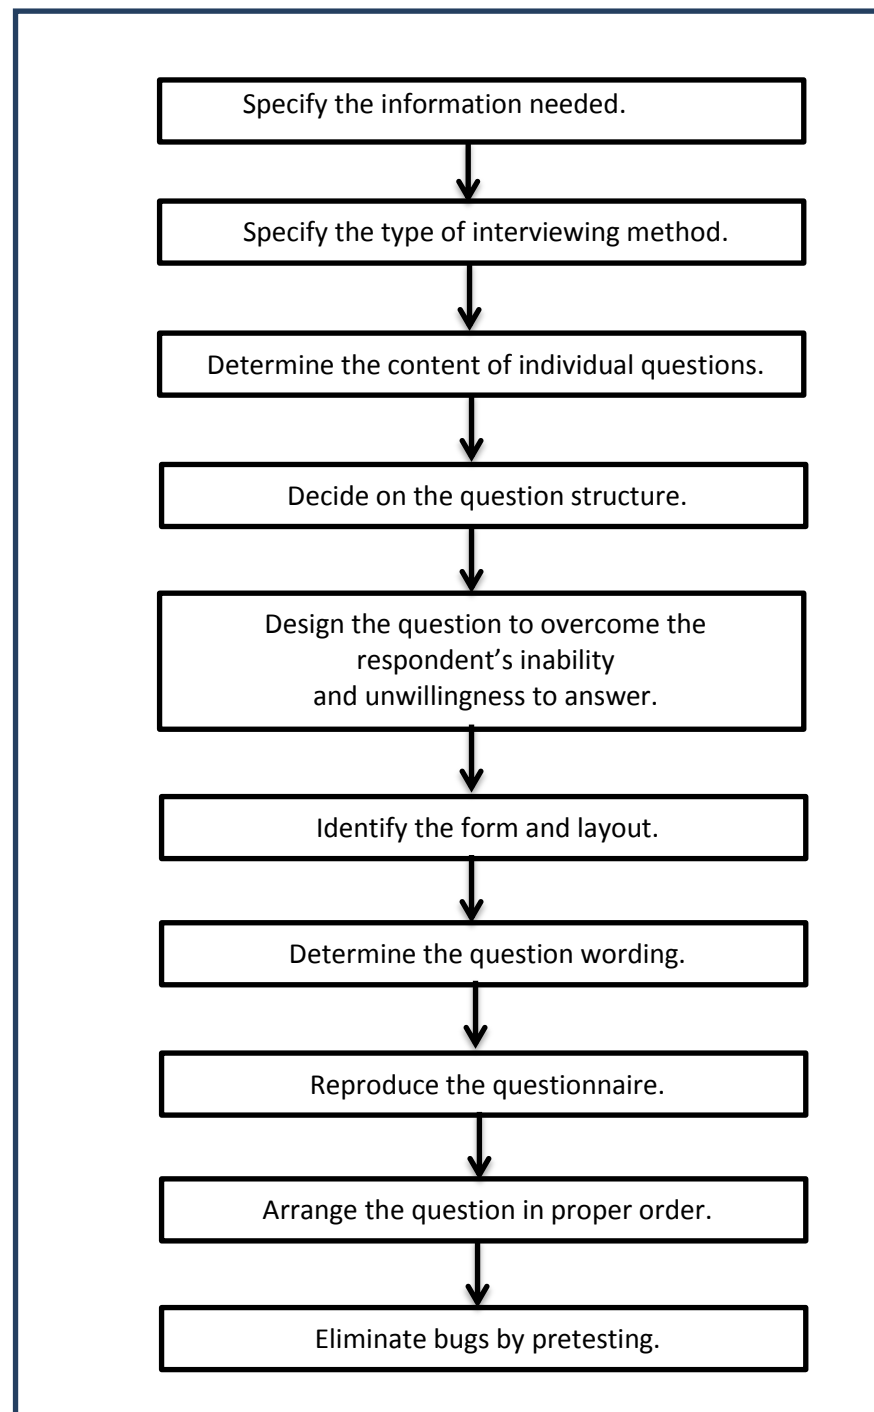 Specify the information needed.
Specify the type of interviewing method.
Determine the content of individual questions.
Decide on the question structure.
Design the question to overcome the
respondent’s inability
and unwillingness to answer.
Identify the form and layout.
Determine the question wording.
Reproduce the questionnaire.
Arrange the question in proper order.
Eliminate bugs by pretesting.